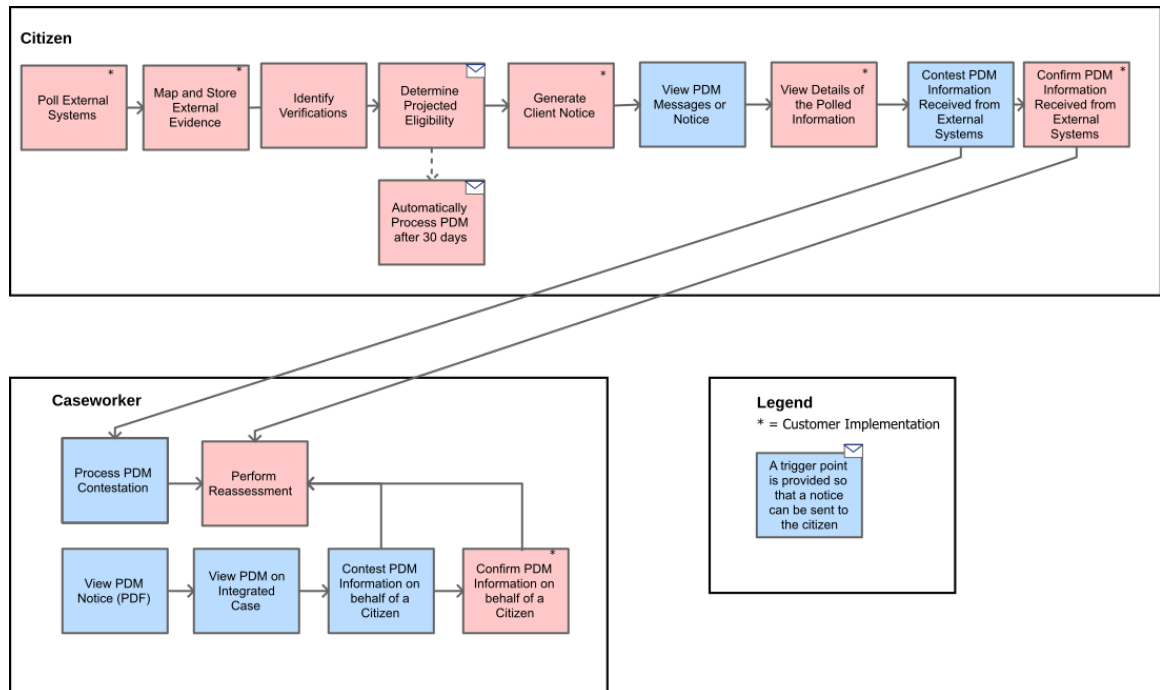 Citizen
*
Poll External
Systems
*
Map and Store
External
Evidence
Identify
Verifications
Determine
Projected
Eligibility
*
Generate
Client Notice
View PDM
Messages or
Notice
*
View Details of
the Polled
Information
Contest PDM
Information
Received from
External
Systems
*
Confirm PDM
Information
Received from
External
Systems
Automatically
Process PDM
after 30 days
Caseworker
Process PDM
Contestation
Perform
Reassessment
View PDM
Notice (PDF)
View PDM on
Integrated
Case
Contest PDM
Information on
behalf of a
Citizen
*
Confirm PDM
Information on
behalf of a
Citizen
Legend
* = Customer Implementation
A trigger point
is provided so
that a notice
can be sent to
the citizen